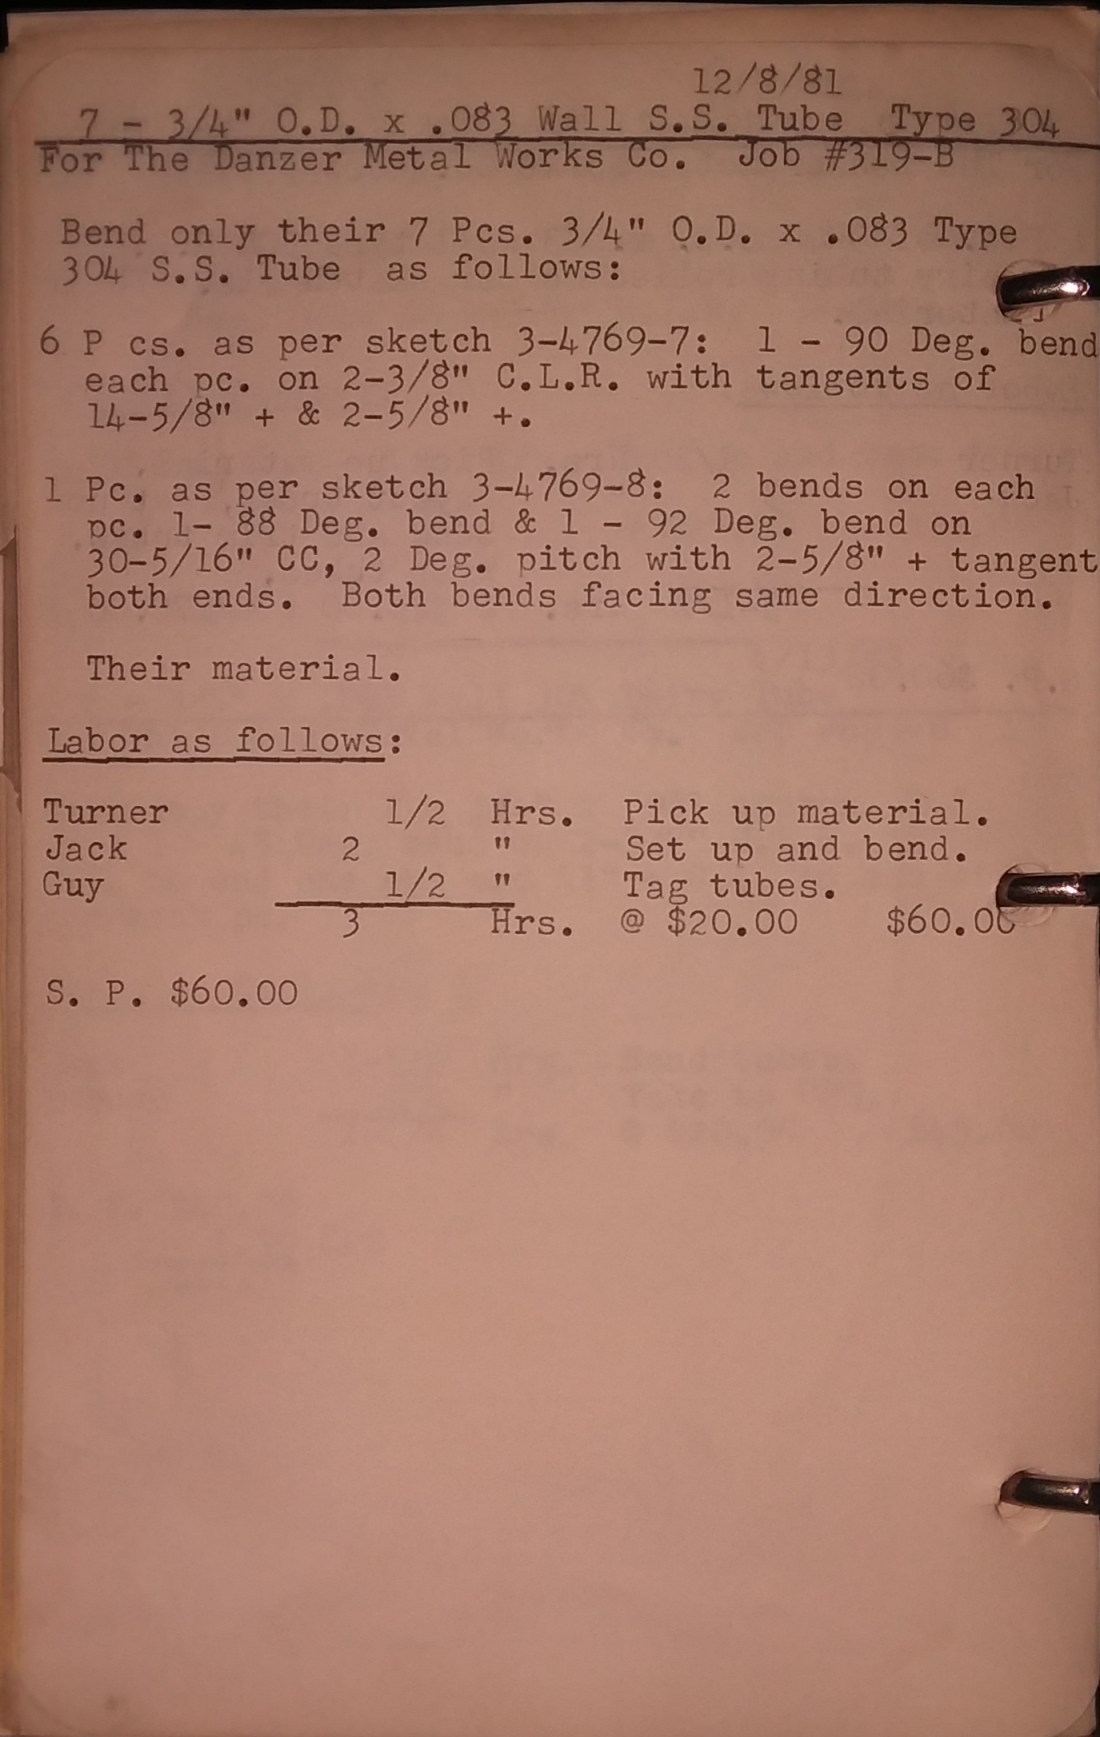 12/8/81
7 - 3/4" O.D. x .083 Wall S.S. Tube Type 304
For The Danzer Metal Works Co. Job #319-B
Bend only their 7 Pcs. 3/4" O.D. x .083 Type
304 S.S. Tube as follows:
6 P cs. as per sketch 3-4769-7: 1 - 90 Deg. bend
each pc. on 2-3/8" C.L.R. with tangents of
14-5/8" + & 2-5/8" +.
1 Pc. as per sketch 3-4769-8: 2 bends on each
pc. 1- 88 Deg. bend & 1 - 92 Deg. bend on
30-5/16" CC, 2 Deg. pitch with 2-5/8" + tangent
both ends. Both bends facing same direction.
Their material.
Labor as follows:
Turner 1/2 Hrs. Pick up material.
Jack 2 " Set up and bend.
Guy 1/2 " Tag tubes.
3 Hrs. @ $20.00 $60.00
S. P. $60.00